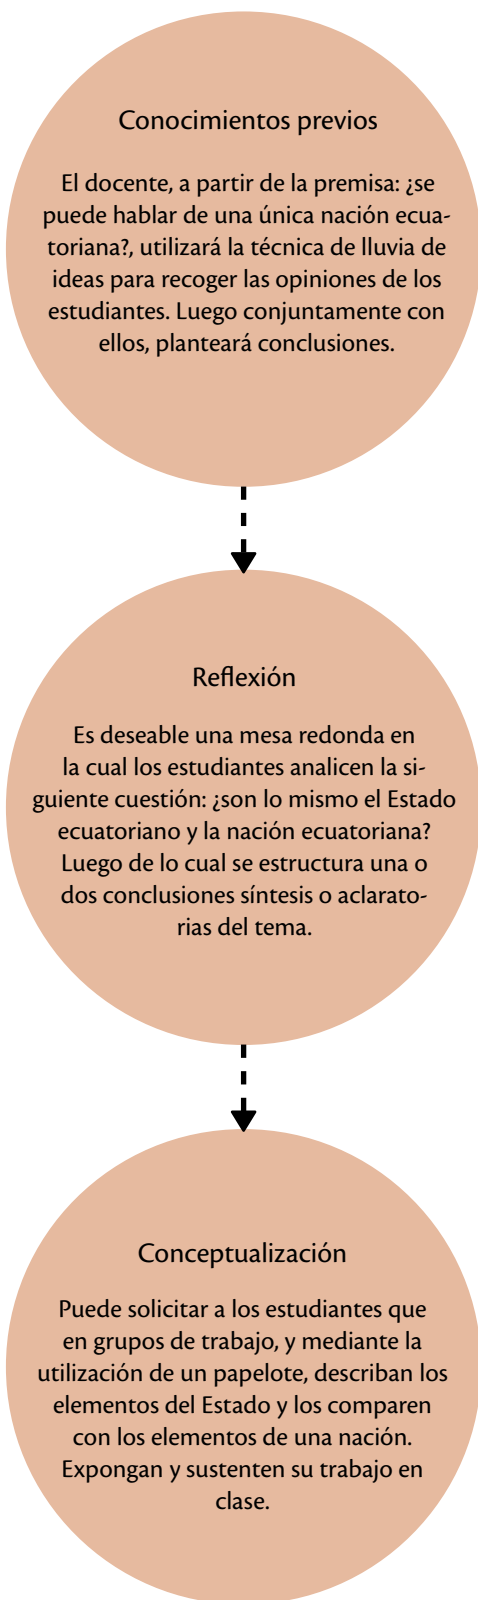 Conocimientos previos
El docente, a partir de la premisa: ¿se
puede hablar de una única nación ecua-
toriana?, utilizará la técnica de lluvia de
ideas para recoger las opiniones de los
estudiantes. Luego conjuntamente con
ellos, planteará conclusiones.
Reflexión
Es deseable una mesa redonda en
la cual los estudiantes analicen la si-
guiente cuestión: ¿son lo mismo el Estado
ecuatoriano y la nación ecuatoriana?
Luego de lo cual se estructura una o
dos conclusiones síntesis o aclarato-
rias del tema.
Conceptualización
Puede solicitar a los estudiantes que
en grupos de trabajo, y mediante la
utilización de un papelote, describan los
elementos del Estado y los comparen
con los elementos de una nación.
Expongan y sustenten su trabajo en
clase.